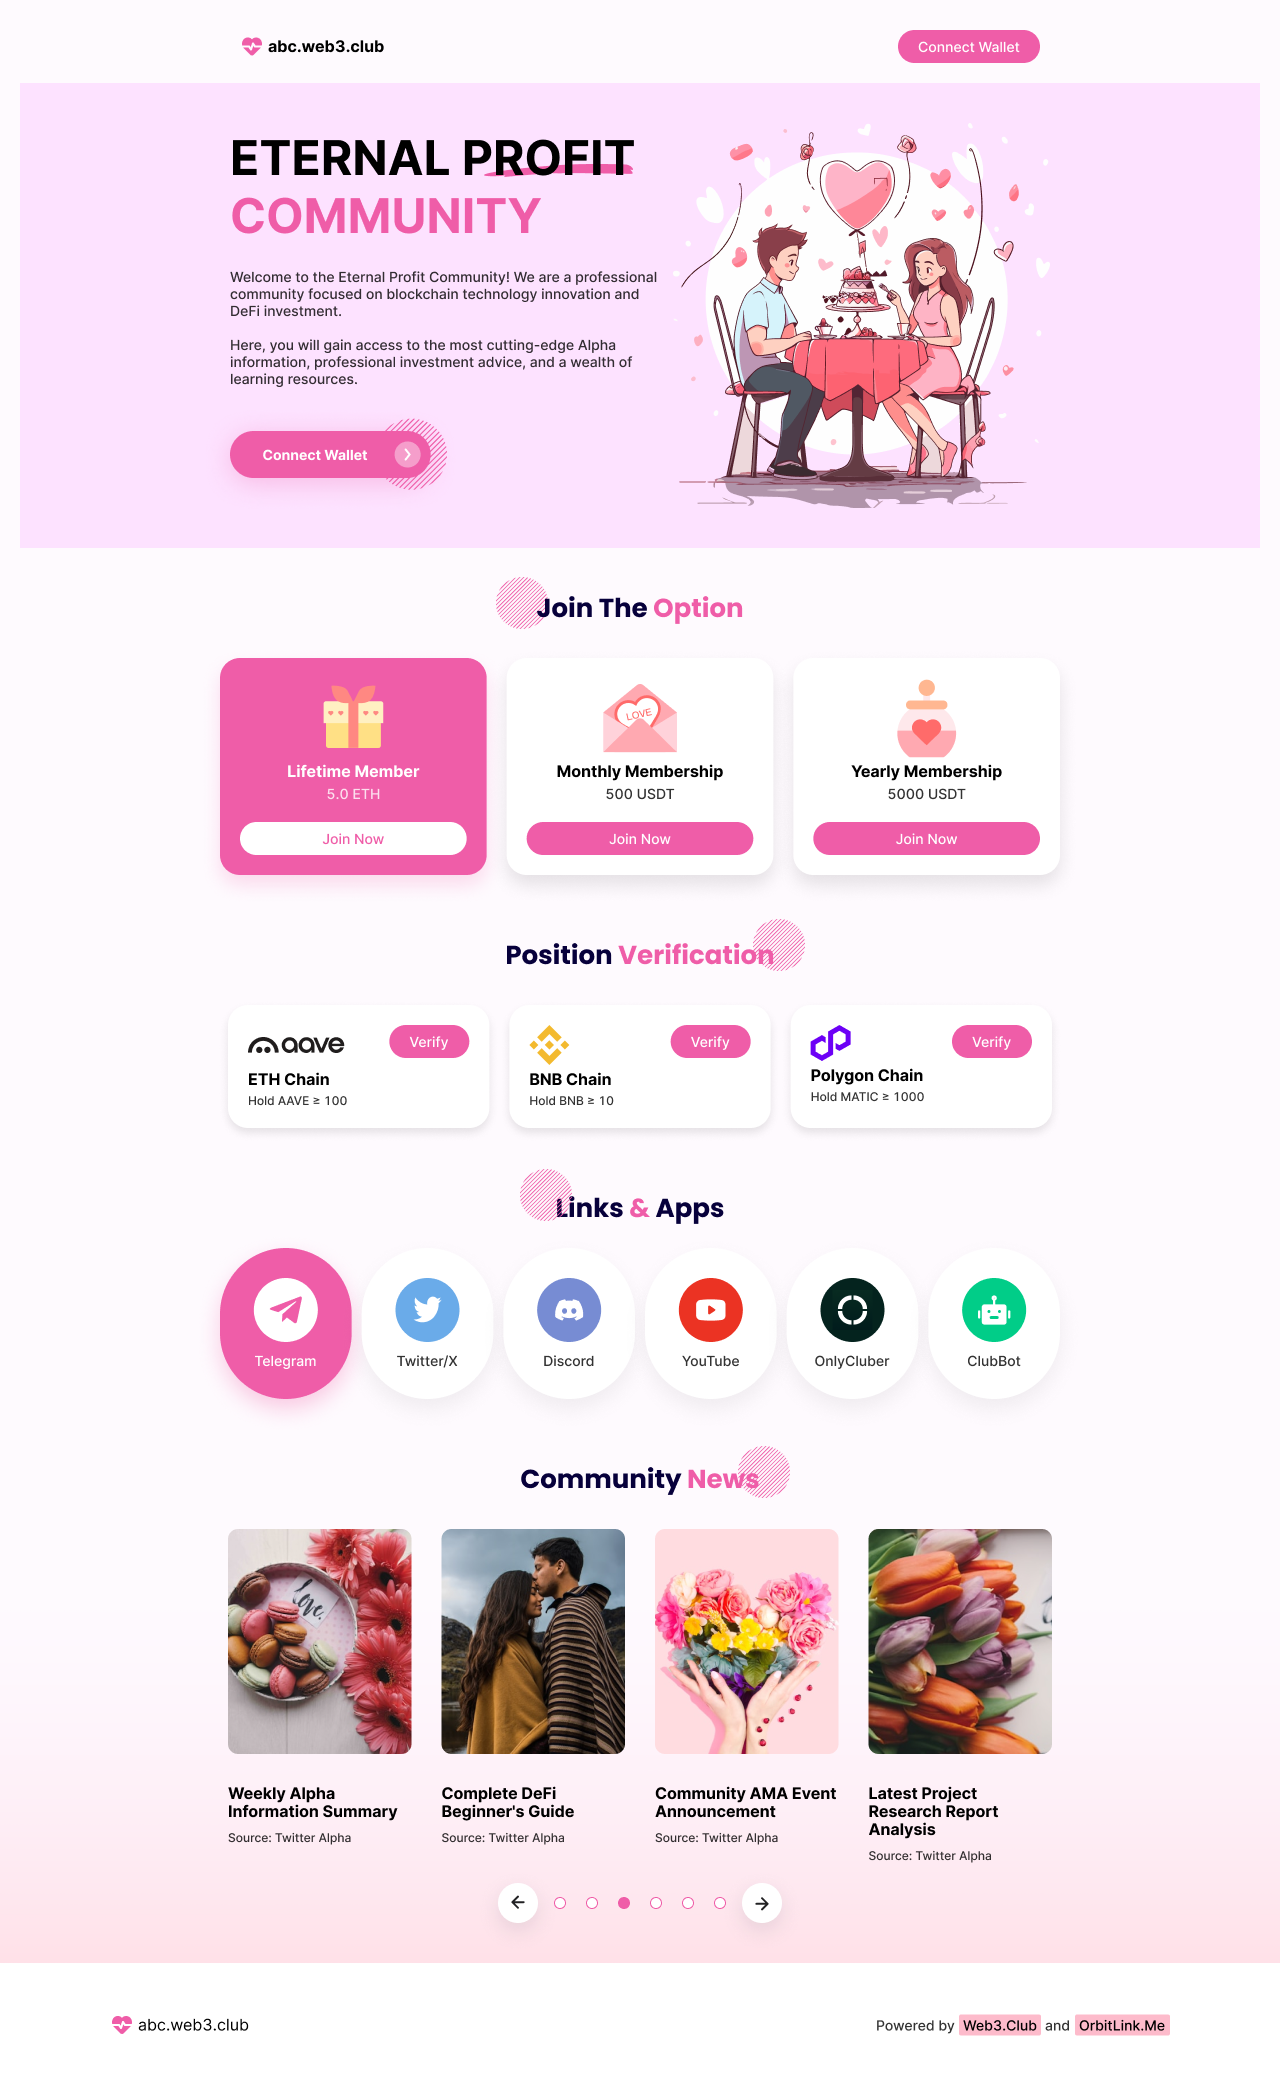 abc.web3.club
Connect Wallet
ETERNAL PROFIT
COMMUNITY
Welcome to the Eternal Profit Community! We are a professional
community focused on blockchain technology innovation and
DeFi investment.
Here, you will gain access to the most cutting-edge Alpha
information, professional investment advice, and a wealth of
learning resources.
Connect Wallet
Join The Option
LOVE
Lifetime Member
5.0 ETH
Join Now
Monthly Membership
500 USDT
Join Now
Yearly Membership
5000 USDT
Join Now
Position Verification
aave
Verify
ETH Chain
Hold AAVE ≥ 100
Verify
BNB Chain
Hold BNB ≥ 10
Verify
Polygon Chain
Hold MATIC ≥ 1000
Links & Apps
Telegram
Twitter/X
Discord
YouTube
OnlyCluber
ClubBot
Community News
Love.
Weekly Alpha
Information Summary
Source: Twitter Alpha
Complete DeFi
Beginner's Guide
Source: Twitter Alpha
Community AMA Event
Announcement
Source: Twitter Alpha
Latest Project
Research Report
Analysis
Source: Twitter Alpha
abc.web3.club
Powered by Web3.Club and OrbitLink.Me